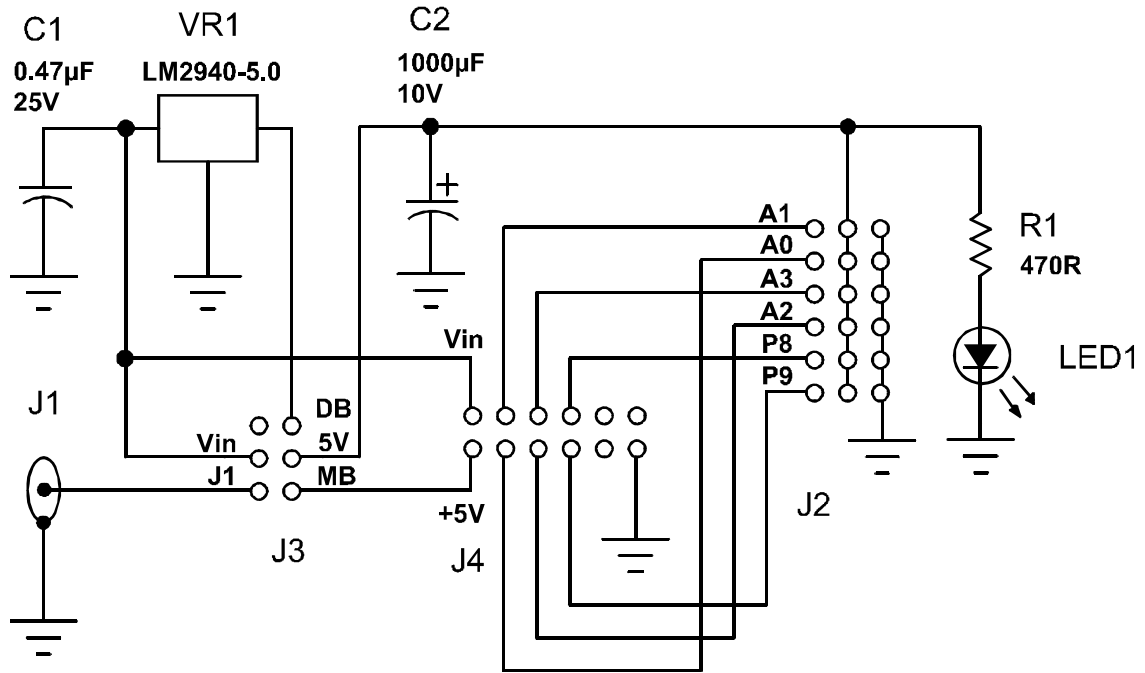 C1
0.47µF
25V
VR1
LM2940-5.0
C2
1000µF
10V
+
A1
A0
A3
A2
P8
P9
R1
470R
LED1
Vin
J1
DB
Vin
5V
J1
MB
+5V
J3
J4
J2